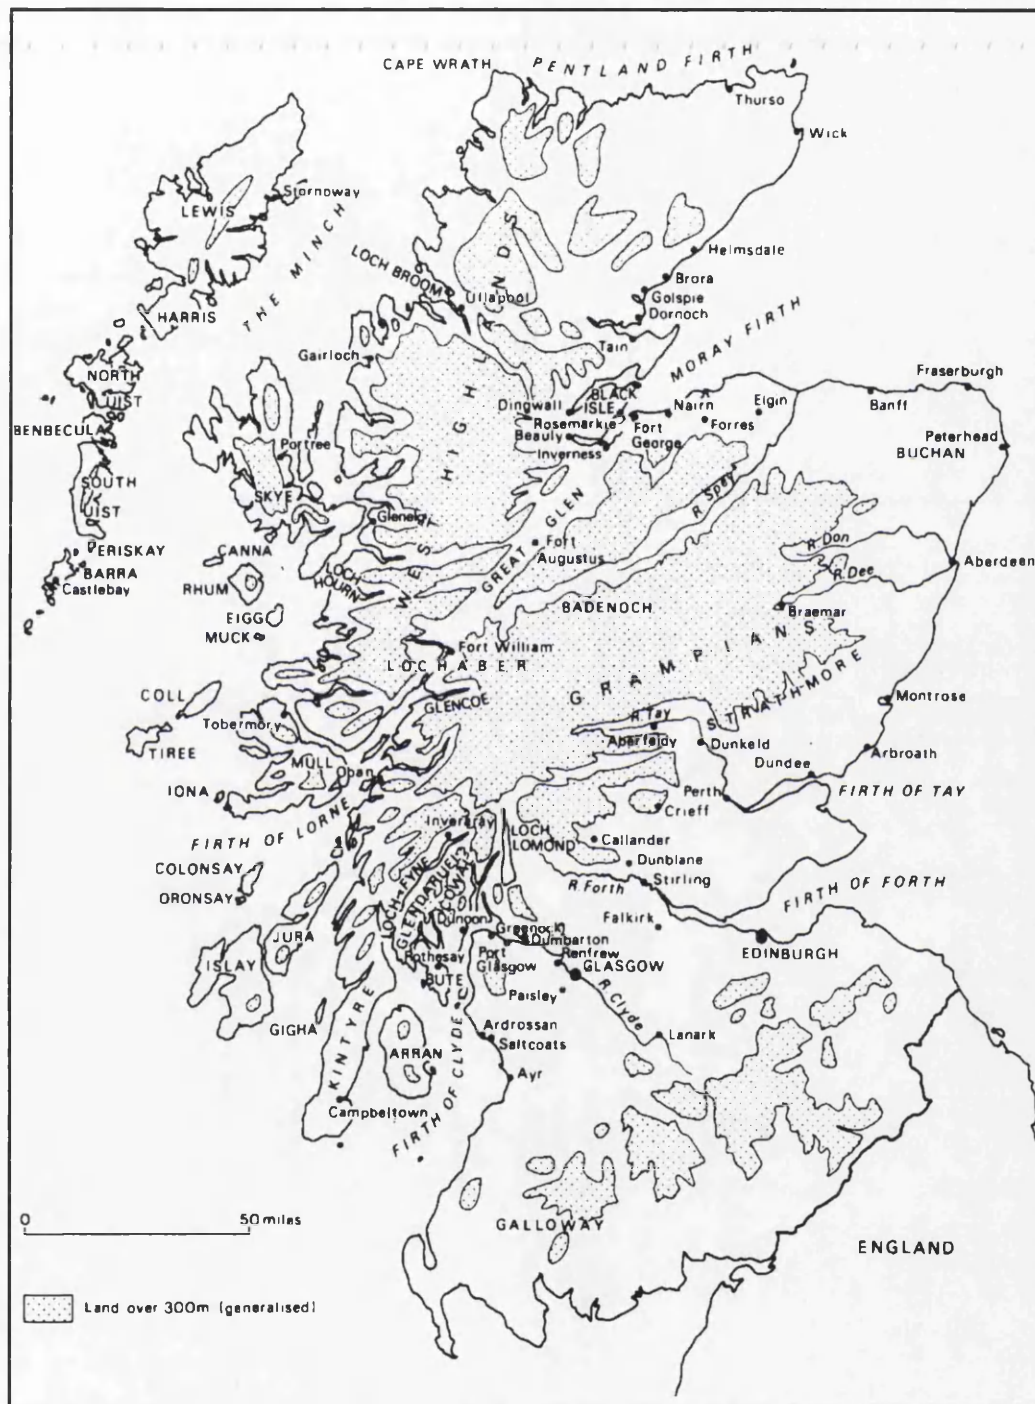 CAPE WRATH
PENTLAND FIRTH
Thurso
Wick
Stornoway
LEWIS
THE MINCH
HARRIS
LOCH BROOM
Ullapool
Helmsdale
Brora
Golspie
Dornoch
Tain
MORAY FIRTH
Gairloch
WEST HIGHLANDS
NORTH
UIST
BENBECULA
SOUTH
UIST
ERISKAY
BARRA
Castlebay
Portree
SKYE
Glenelg
CANNA
RHUM
EIGG
MUCK
LOCH
HOURN
Dingwall
BLACK
ISLE
Rosemarkie
Beauly
Inverness
Fort
George
Nairn
Forres
Elgin
Banff
Fraserburgh
Peterhead
BUCHAN
R. Spey
GREAT GLEN
Fort
Augustus
R. Don
R. Dee
Aberdeen
BADENOCH
Braemar
Fort William
LOCHABER
GRAMPIANS
STRATHMORE
GLENCOE
COLL
TIREE
Tobermory
MULL
Oban
IONA
FIRTH OF LORNE
R. Tay
Aberfeldy
Dunkeld
Dundee
Montrose
Arbroath
Perth
FIRTH OF TAY
Crieff
Callander
Dunblane
Stirling
R. Forth
FIRTH OF FORTH
Inveraray
LOCH
LOMOND
COLONSAY
ORONSAY
JURA
ISLAY
GIGHA
LOCH FYNE
GLENDARUEL
COWAL
Dunoon
Greenock
Dumbarton
Port
Glasgow
Renfrew
GLASGOW
Falkirk
EDINBURGH
Rothesay
BUTE
Paisley
R. Clyde
Lanark
KINTYRE
ARRAN
FIRTH OF CLYDE
Ardrossan
Saltcoats
Ayr
Campbeltown
GALLOWAY
ENGLAND
0 50 miles
Land over 300m (generalised)